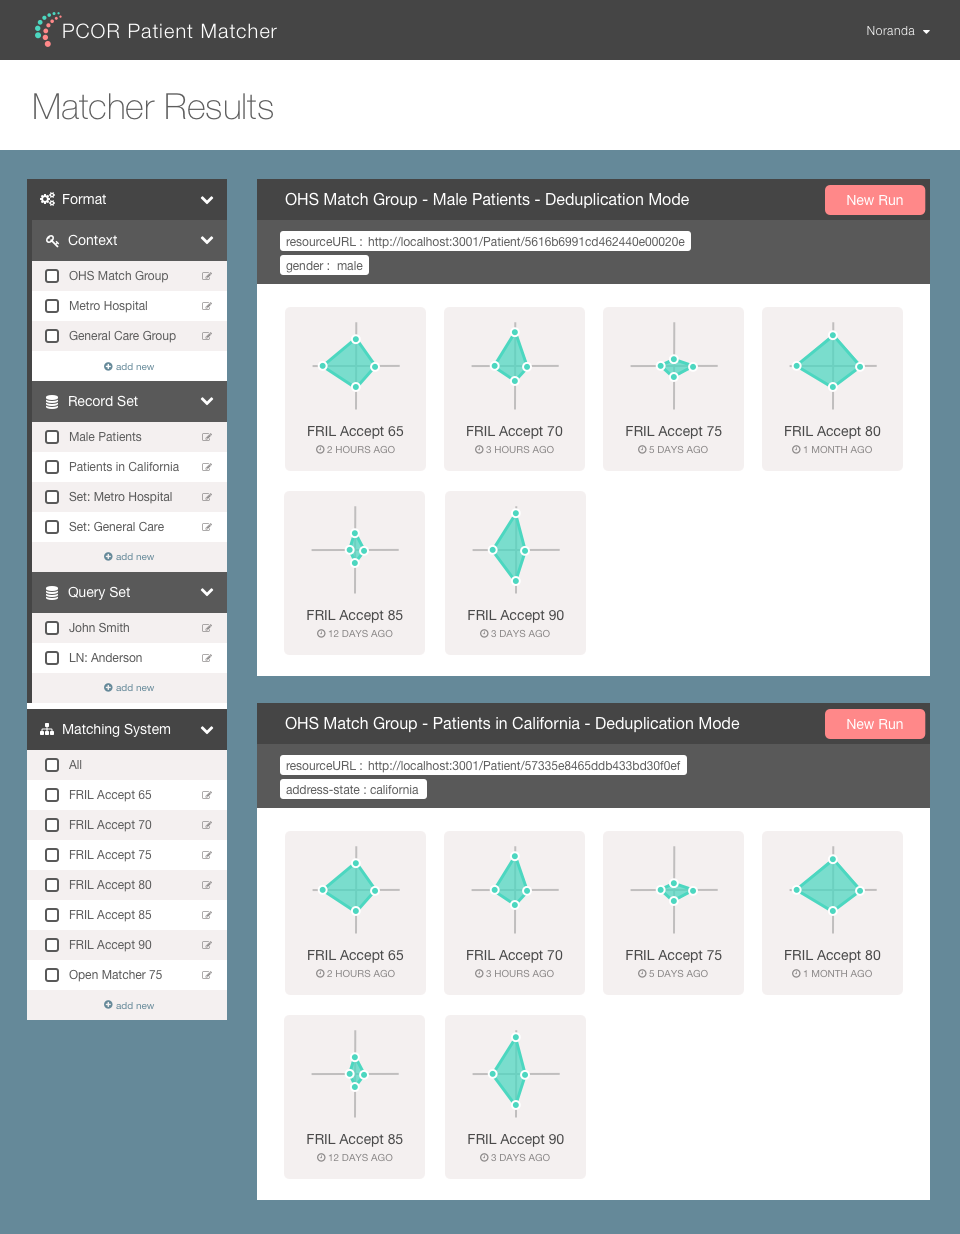 PCOR Patient Matcher
Noranda
Matcher Results
Format
Context
OHS Match Group
Metro Hospital
General Care Group
add new
Record Set
Male Patients
Patients in California
Set: Metro Hospital
Set: General Care
add new
Query Set
John Smith
LN: Anderson
add new
Matching System
All
FRIL Accept 65
FRIL Accept 70
FRIL Accept 75
FRIL Accept 80
FRIL Accept 85
FRIL Accept 90
Open Matcher 75
add new
OHS Match Group - Male Patients - Deduplication Mode
New Run
resourceURL : http://localhost:3001/Patient/5616b6991cd462440e00020e
gender : male
FRIL Accept 65
2 HOURS AGO
FRIL Accept 70
3 HOURS AGO
FRIL Accept 75
5 DAYS AGO
FRIL Accept 80
1 MONTH AGO
FRIL Accept 85
12 DAYS AGO
FRIL Accept 90
3 DAYS AGO
OHS Match Group - Patients in California - Deduplication Mode
New Run
resourceURL : http://localhost:3001/Patient/57335e8465ddb433bd30f0ef
address-state : california
FRIL Accept 65
2 HOURS AGO
FRIL Accept 70
3 HOURS AGO
FRIL Accept 75
5 DAYS AGO
FRIL Accept 80
1 MONTH AGO
FRIL Accept 85
12 DAYS AGO
FRIL Accept 90
3 DAYS AGO